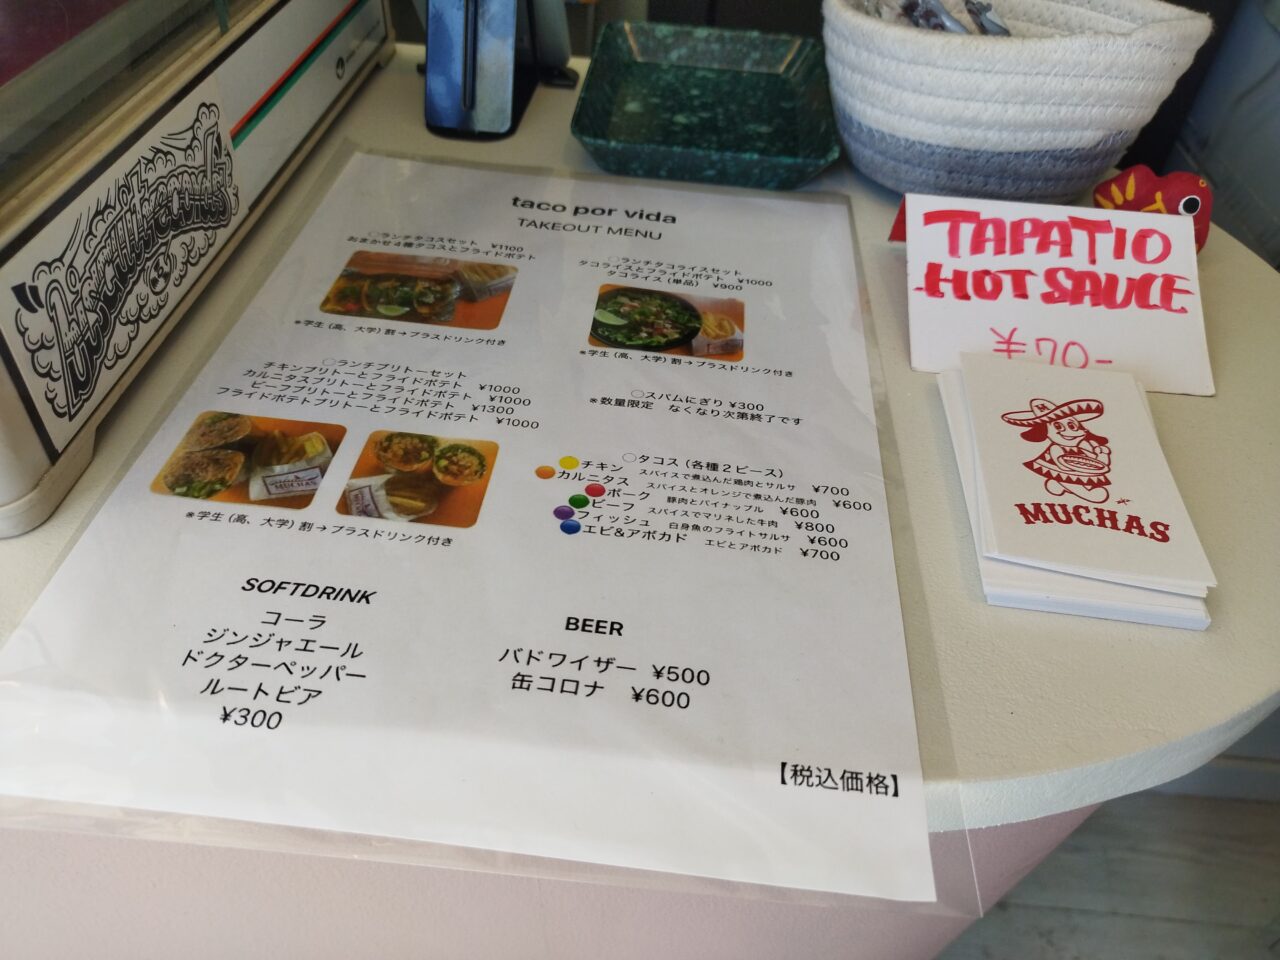 taco por vida
TAKEOUT MENU
○ランチタコスセット ¥1100
おまかせ4種タコスとフライドポテト
*学生(高、大学)割→プラスドリンク付き
○ランチタコライスセット
タコライスとフライドポテト ¥1000
タコライス(単品) ¥900
*学生(高、大学)割→プラスドリンク付き
○ランチブリトーセット
チキンブリトーとフライドポテト ¥1000
カルニタスブリトーとフライドポテト ¥1000
ビーフブリトーとフライドポテト ¥1300
フライドポテトブリトーとフライドポテト ¥1000
MUCHAS
*学生(高、大学)割→プラスドリンク付き
○スパムにぎり ¥300
*数量限定 なくなり次第終了です
○タコス(各種2ピース)
チキン スパイスで煮込んだ鶏肉とサルサ ¥700
カルニタス スパイスとオレンジで煮込んだ豚肉 ¥600
ポーク 豚肉とパイナップル ¥600
ビーフ スパイスでマリネした牛肉 ¥800
フィッシュ 白身魚のフライトサルサ ¥600
エビ&アボカド エビとアボカド ¥700
SOFTDRINK
コーラ
ジンジャエール
ドクターペッパー
ルートビア
¥300
BEER
バドワイザー ¥500
缶コロナ ¥600
【税込価格】
TAPATIO
HOT SAUCE
¥70-
MUCHAS